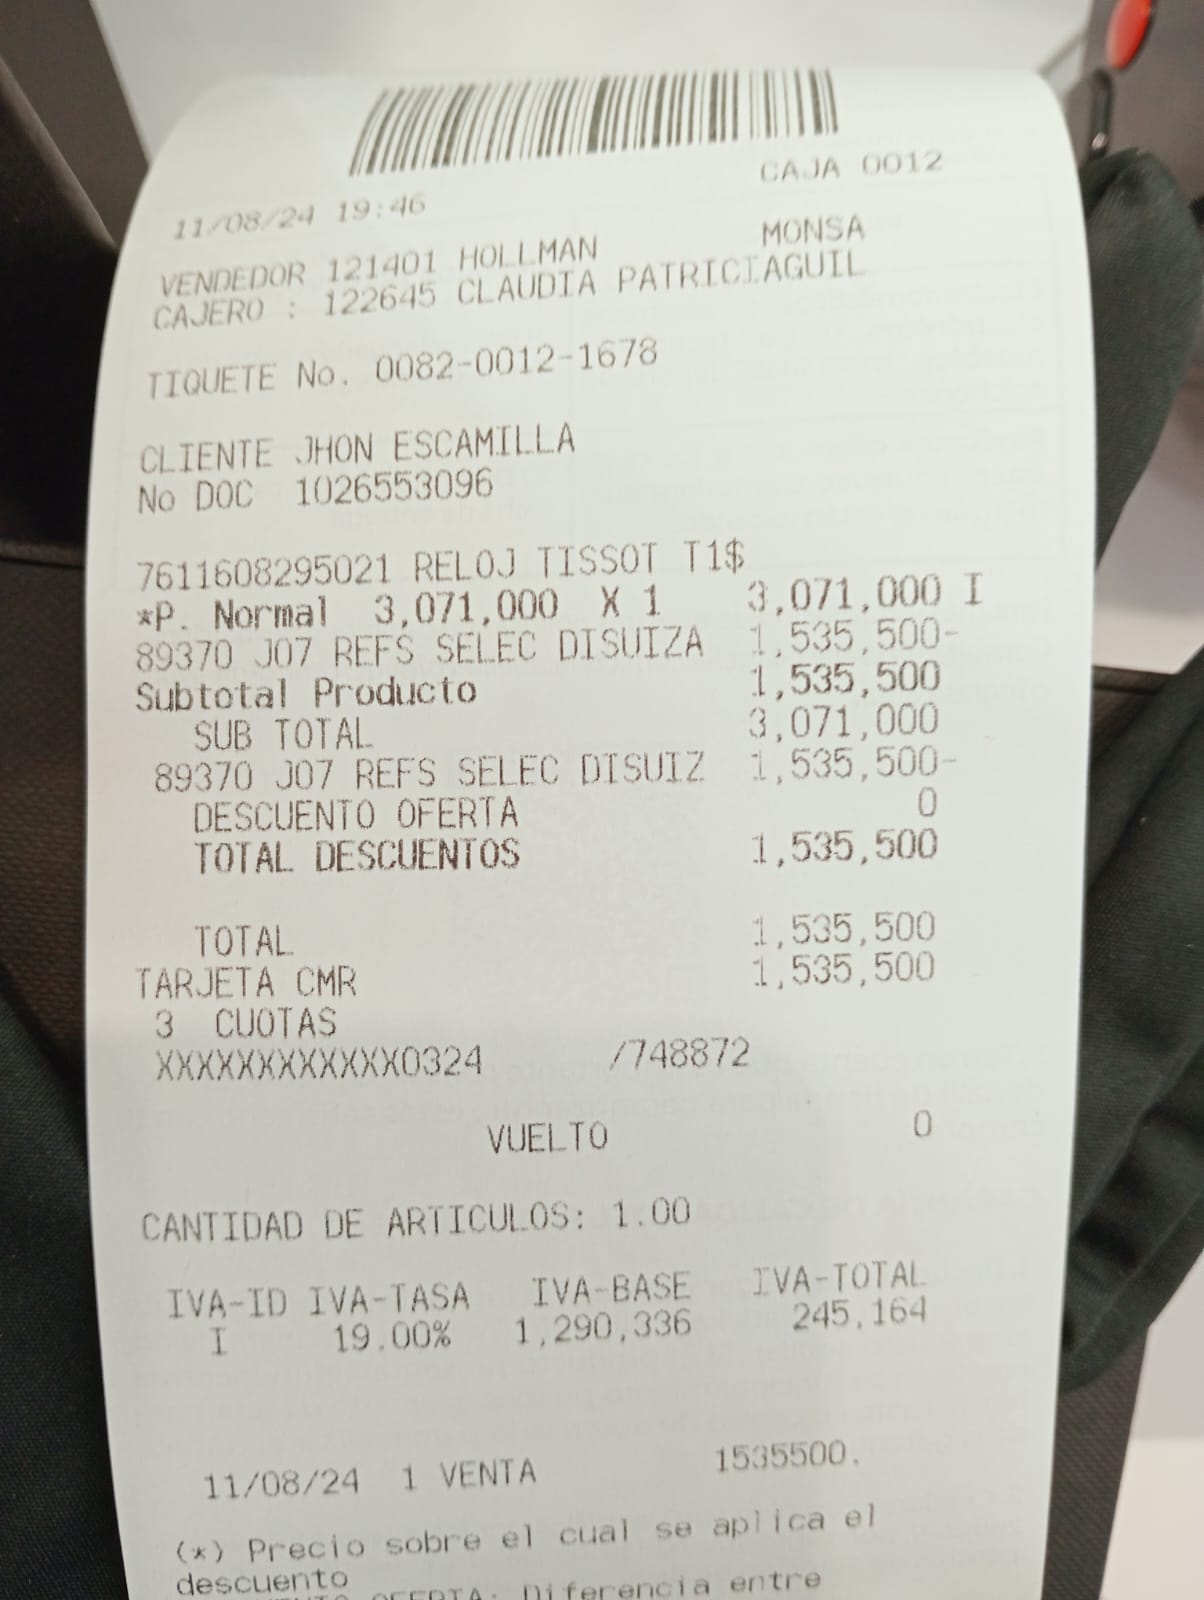 CAJA 0012
11/08/24 19:46
VENDEDOR 121401 HOLLMAN MONSA
CAJERO : 122645 CLAUDIA PATRICIAGUIL
TIQUETE No. 0082-0012-1678
CLIENTE JHON ESCAMILLA
No DOC 1026553096
7611608295021 RELOJ TISSOT T1$
*P. Normal 3,071,000 X 1 3,071,000 I
89370 J07 REFS SELEC DISUIZA 1,535,500-
Subtotal Producto 1,535,500
SUB TOTAL 3,071,000
89370 J07 REFS SELEC DISUIZ 1,535,500-
DESCUENTO OFERTA 0
TOTAL DESCUENTOS 1,535,500
TOTAL 1,535,500
TARJETA CMR 1,535,500
3 CUOTAS
XXXXXXXXXXXX0324 /748872
VUELTO 0
CANTIDAD DE ARTICULOS: 1.00
IVA-ID IVA-TASA IVA-BASE IVA-TOTAL
I 19.00% 1,290,336 245,164
11/08/24 1 VENTA 1535500.
(*) Precio sobre el cual se aplica el
descuento
OFERTA: Diferencia entre